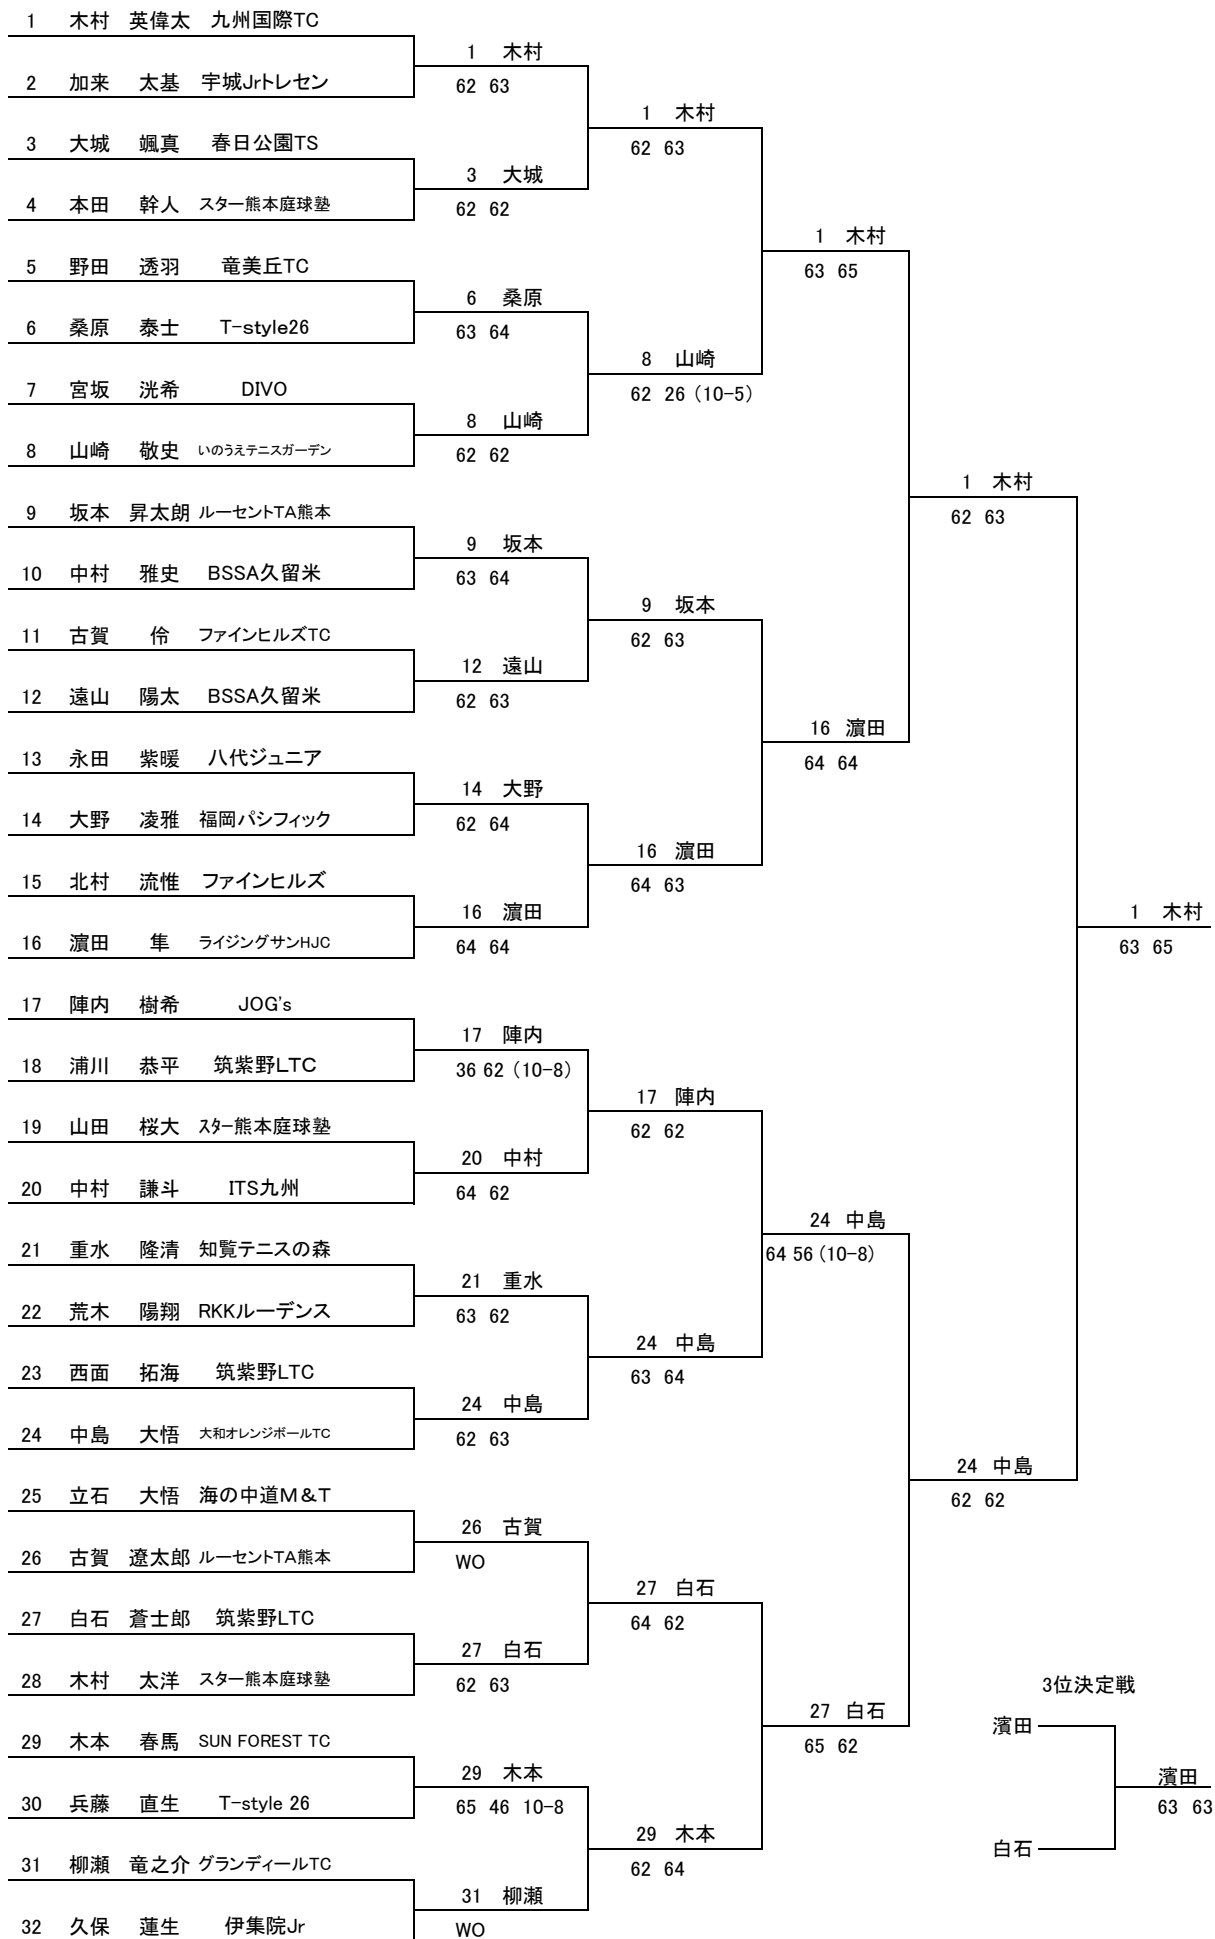 1 木村 英偉太 九州国際TC
2 加来 太基 宇城Jrトレセン
3 大城 颯真 春日公園TS
4 本田 幹人 スター熊本庭球塾
5 野田 透羽 竜美丘TC
6 桑原 泰士 T-style26
7 宮坂 洸希 DIVO
8 山崎 敬史 いのうえテニスガーデン
9 坂本 昇太朗 ルーセントTA熊本
10 中村 雅史 BSSA久留米
11 古賀 伶 ファインヒルズTC
12 遠山 陽太 BSSA久留米
13 永田 紫暖 八代ジュニア
14 大野 凌雅 福岡パシフィック
15 北村 流惟 ファインヒルズ
16 濵田 隼 ライジングサンHJC
17 陣内 樹希 JOG's
18 浦川 恭平 筑紫野LTC
19 山田 桜大 スター熊本庭球塾
20 中村 謙斗 ITS九州
21 重水 隆清 知覧テニスの森
22 荒木 陽翔 RKKルーデンス
23 西面 拓海 筑紫野LTC
24 中島 大悟 大和オレンジボールTC
25 立石 大悟 海の中道M&T
26 古賀 遼太郎 ルーセントTA熊本
27 白石 蒼士郎 筑紫野LTC
28 木村 太洋 スター熊本庭球塾
29 木本 春馬 SUN FOREST TC
30 兵藤 直生 T-style 26
31 柳瀬 竜之介 グランディールTC
32 久保 蓮生 伊集院Jr
1 木村
62 63
3 大城
62 62
6 桑原
63 64
8 山崎
62 62
9 坂本
63 64
12 遠山
62 63
14 大野
62 64
16 濵田
64 64
17 陣内
36 62 (10-8)
20 中村
64 62
21 重水
63 62
24 中島
62 63
26 古賀
WO
27 白石
62 63
29 木本
65 46 10-8
31 柳瀬
WO
1 木村
62 63
8 山崎
62 26 (10-5)
9 坂本
62 63
16 濵田
64 63
17 陣内
62 62
24 中島
63 64
27 白石
64 62
29 木本
62 64
1 木村
63 65
16 濵田
64 64
24 中島
64 56 (10-8)
27 白石
65 62
1 木村
62 63
24 中島
62 62
1 木村
63 65
3位決定戦
濱田
白石
濱田
63 63